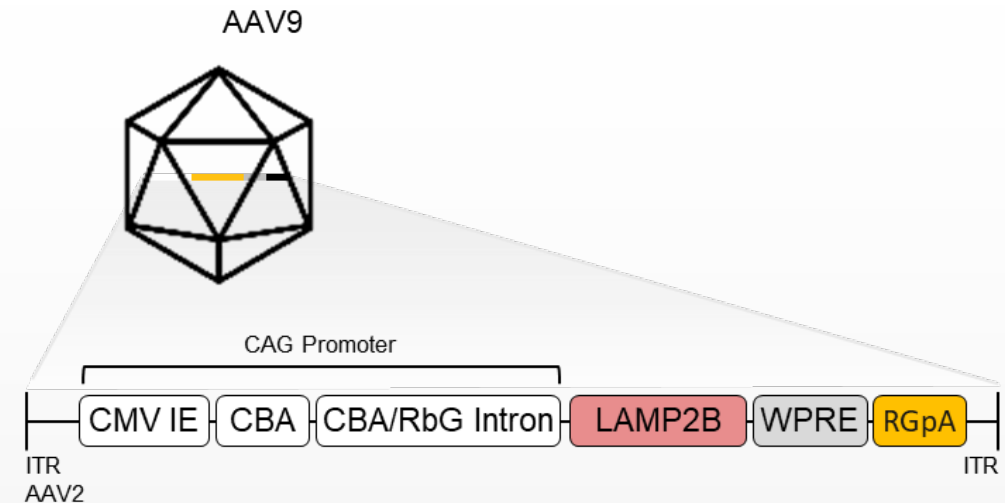 AAV9
CAG Promoter
CMV IE CBA CBA/RbG Intron LAMP2B WPRE RGpA
ITR ITR
AAV2